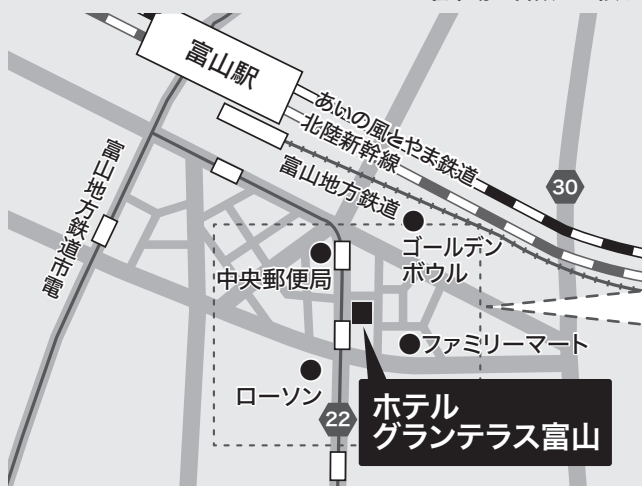 富山駅
あいの風とやま鉄道
北陸新幹線
富山地方鉄道
富山地方鉄道市電
30
ゴールデン
ボウル
中央郵便局
ファミリーマート
ローソン
22
ホテル
グランテラス富山